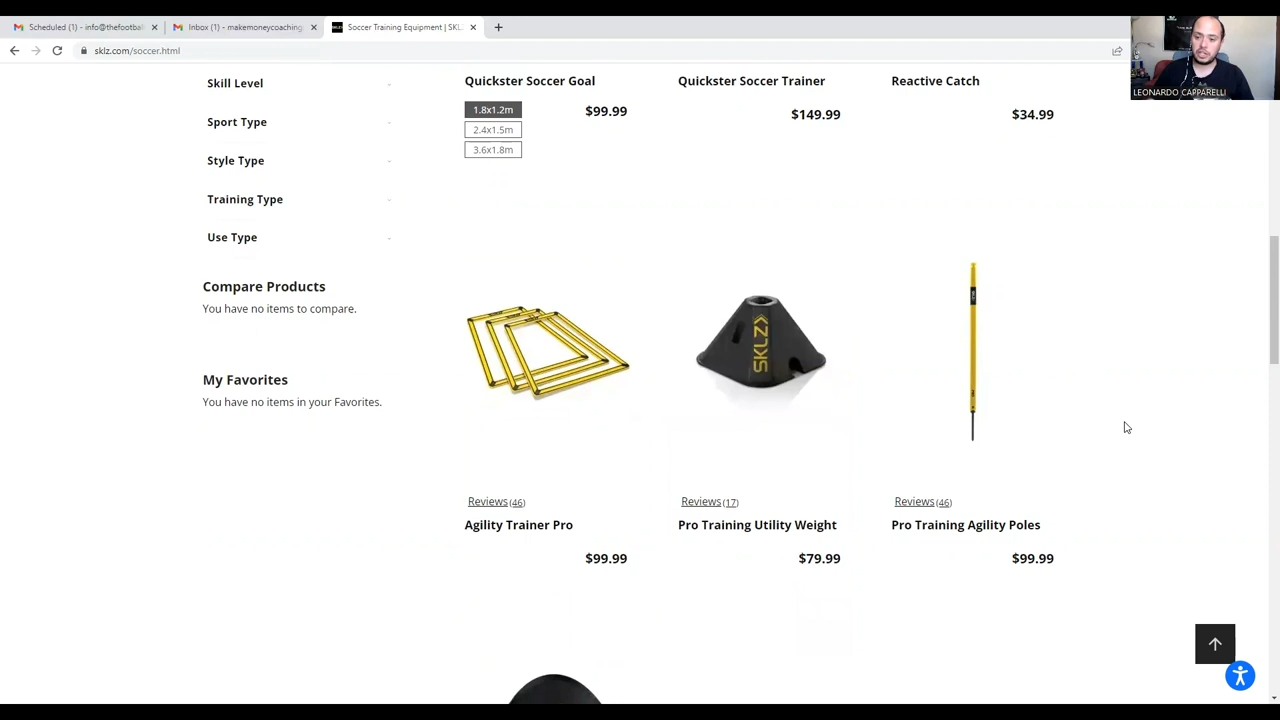 Scheduled (1) - info@thefootbal
Inbox (1) - makemoneycoaching
Soccer Training Equipment | SKL
sklz.com/soccer.html
LEONARDO CAPPARELLI
Skill Level
Sport Type
Style Type
Training Type
Use Type
Compare Products
You have no items to compare.
My Favorites
You have no items in your Favorites.
Quickster Soccer Goal
Quickster Soccer Trainer
Reactive Catch
1.8x1.2m
$99.99
$149.99
$34.99
2.4x1.5m
3.6x1.8m
SKLZ
Reviews (46)
Reviews (17)
Reviews (46)
Agility Trainer Pro
Pro Training Utility Weight
Pro Training Agility Poles
$99.99
$79.99
$99.99